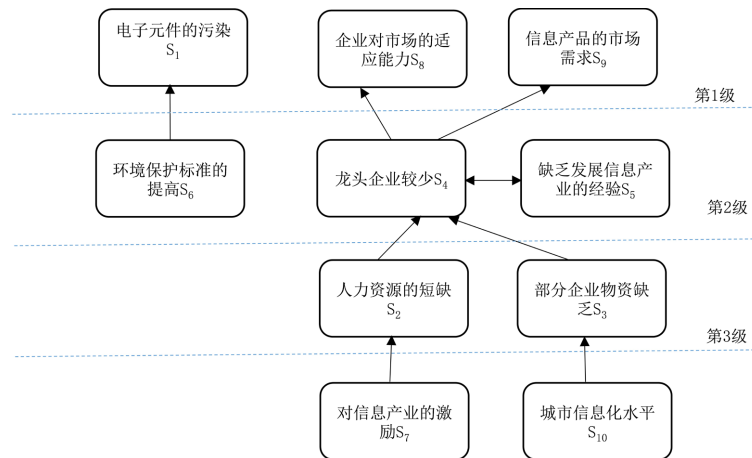 电子元件的污染
S₁
企业对市场的适
应能力S₈
信息产品的市场
需求S₉
第1级
环境保护标准的
提高S₆
龙头企业较少S₄
缺乏发展信息产
业的经验S₅
第2级
人力资源的短缺
S₂
部分企业物资缺
乏S₃
第3级
对信息产业的激
励S₇
城市信息化水平
S₁₀